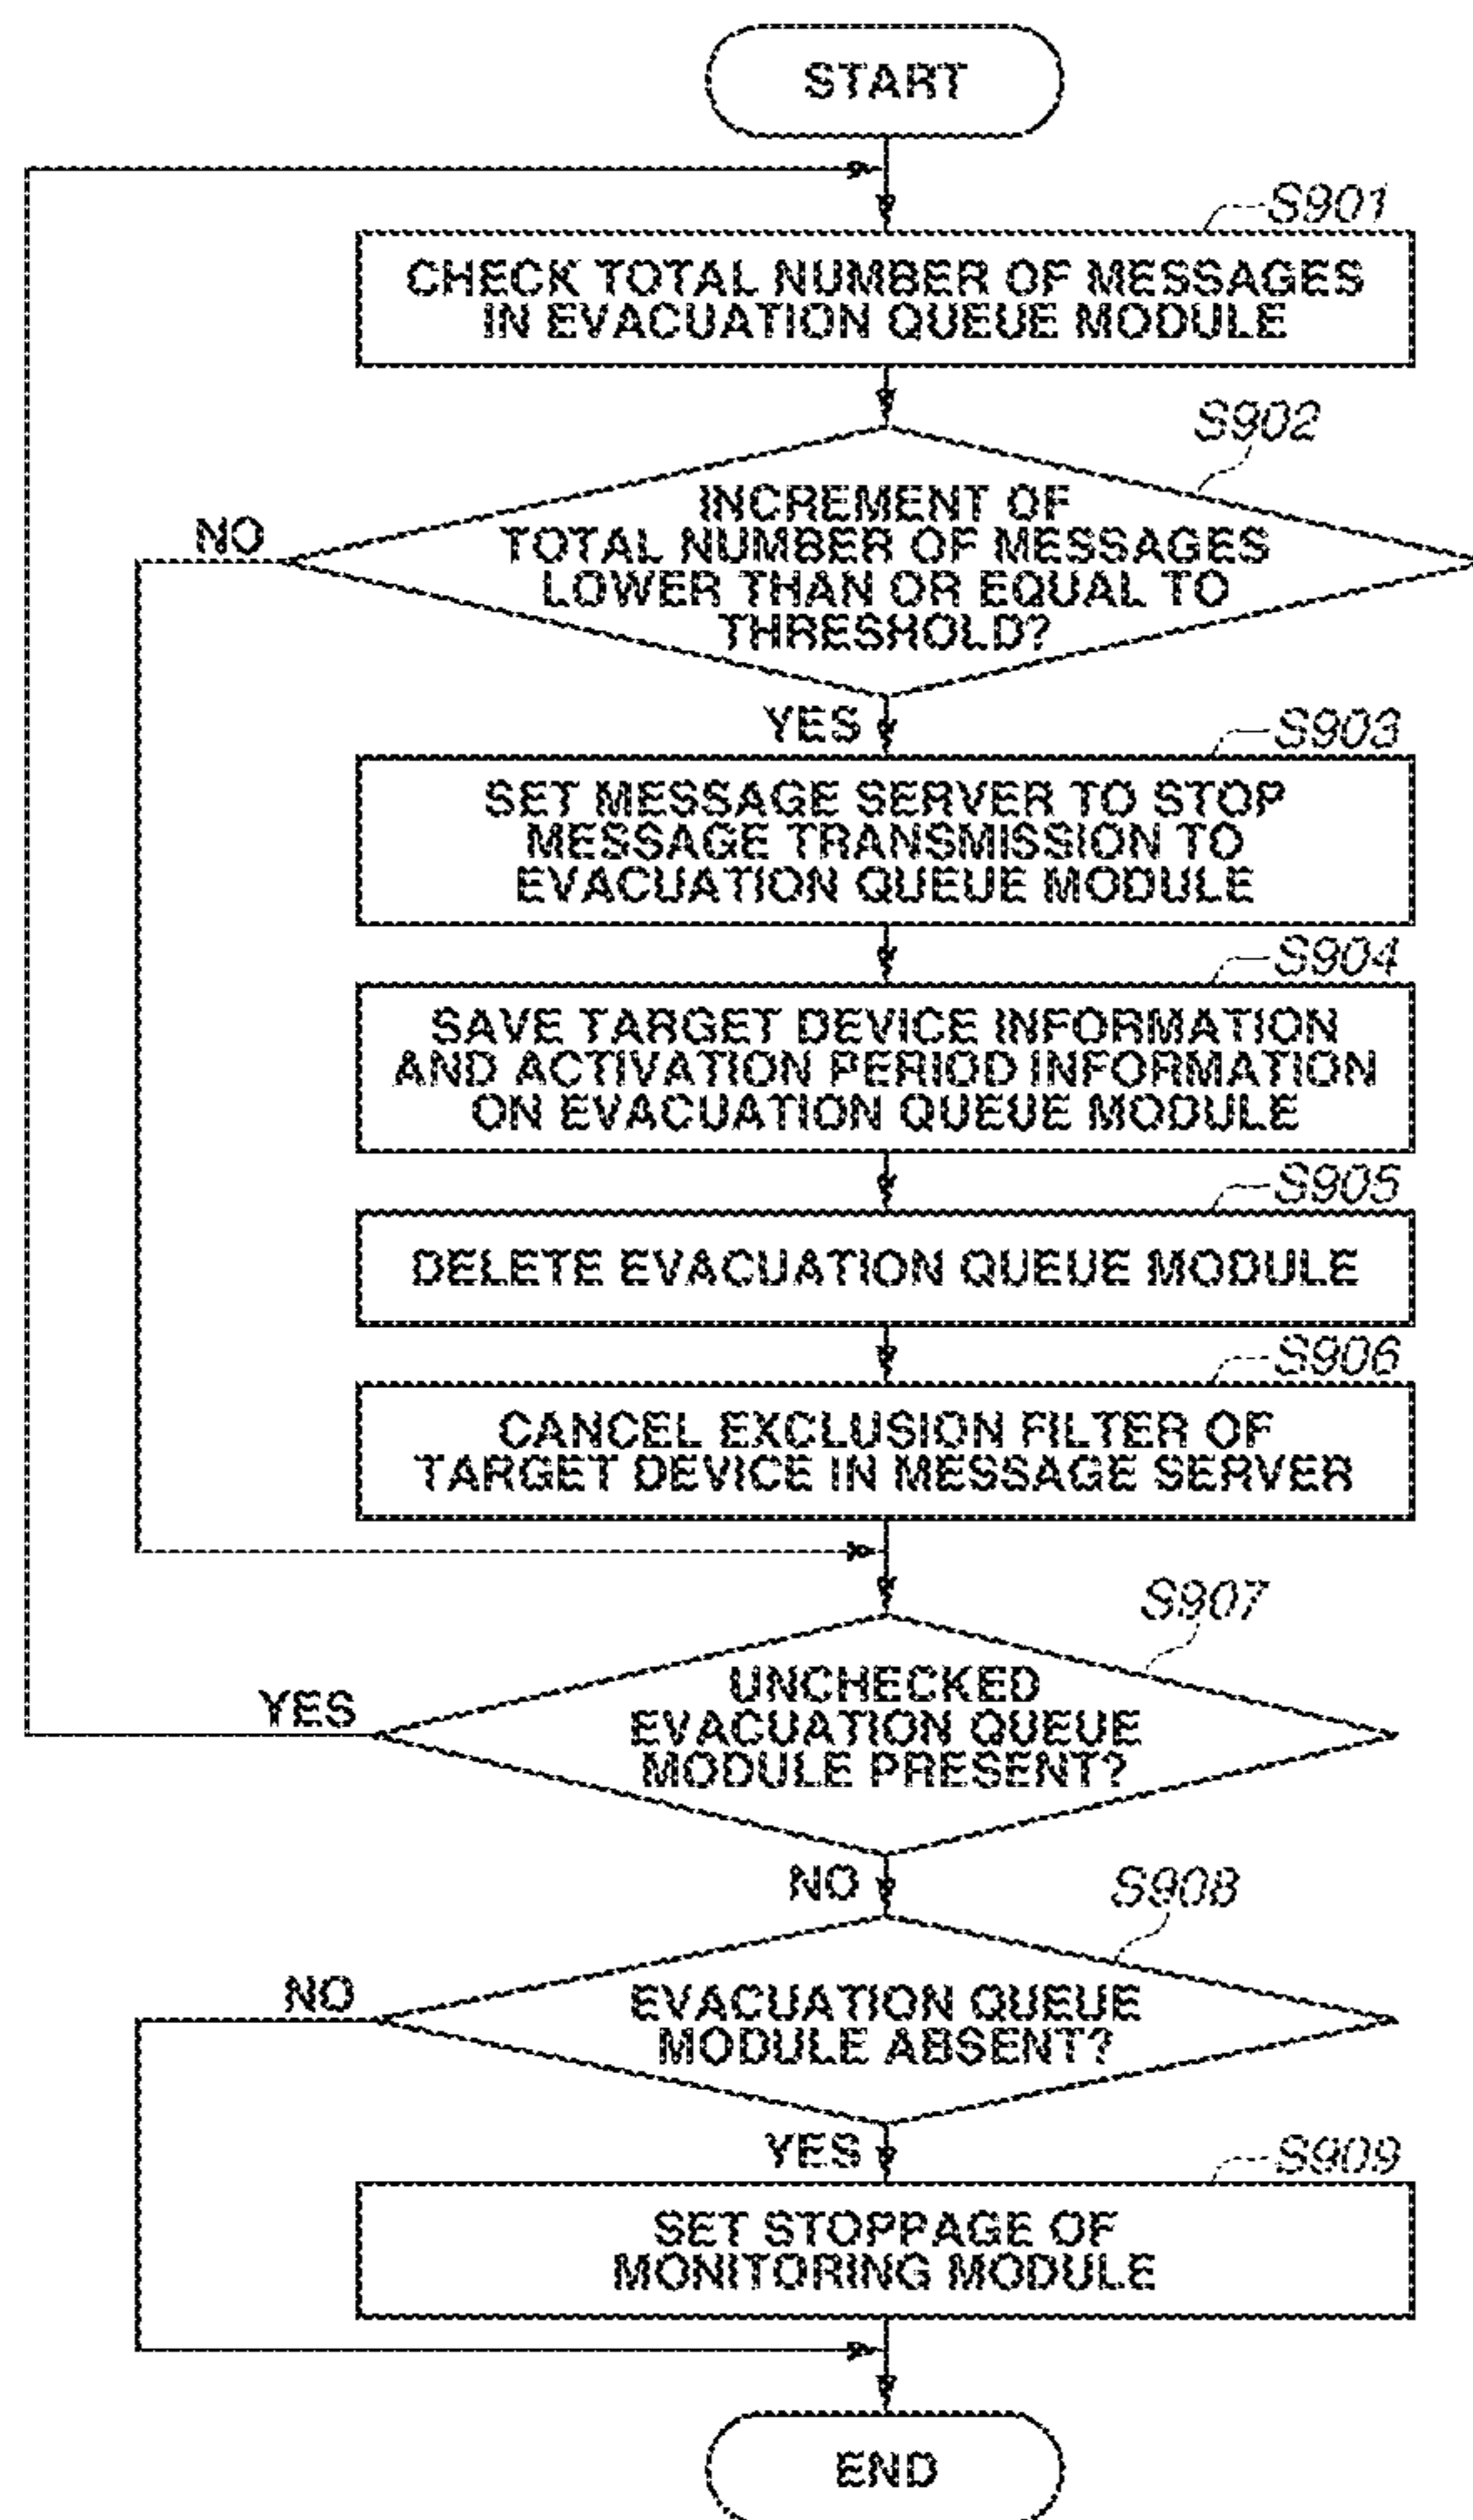 START
S901
CHECK TOTAL NUMBER OF MESSAGES
IN EVACUATION QUEUE MODULE
S902
INCREMENT OF
TOTAL NUMBER OF MESSAGES
LOWER THAN OR EQUAL TO
THRESHOLD?
NO
YES
S903
SET MESSAGE SERVER TO STOP
MESSAGE TRANSMISSION TO
EVACUATION QUEUE MODULE
S904
SAVE TARGET DEVICE INFORMATION
AND ACTIVATION PERIOD INFORMATION
ON EVACUATION QUEUE MODULE
S905
DELETE EVACUATION QUEUE MODULE
S906
CANCEL EXCLUSION FILTER OF
TARGET DEVICE IN MESSAGE SERVER
S907
UNCHECKED
EVACUATION QUEUE
MODULE PRESENT?
YES
NO
S908
EVACUATION QUEUE
MODULE ABSENT?
NO
YES
S909
SET STOPPAGE OF
MONITORING MODULE
END